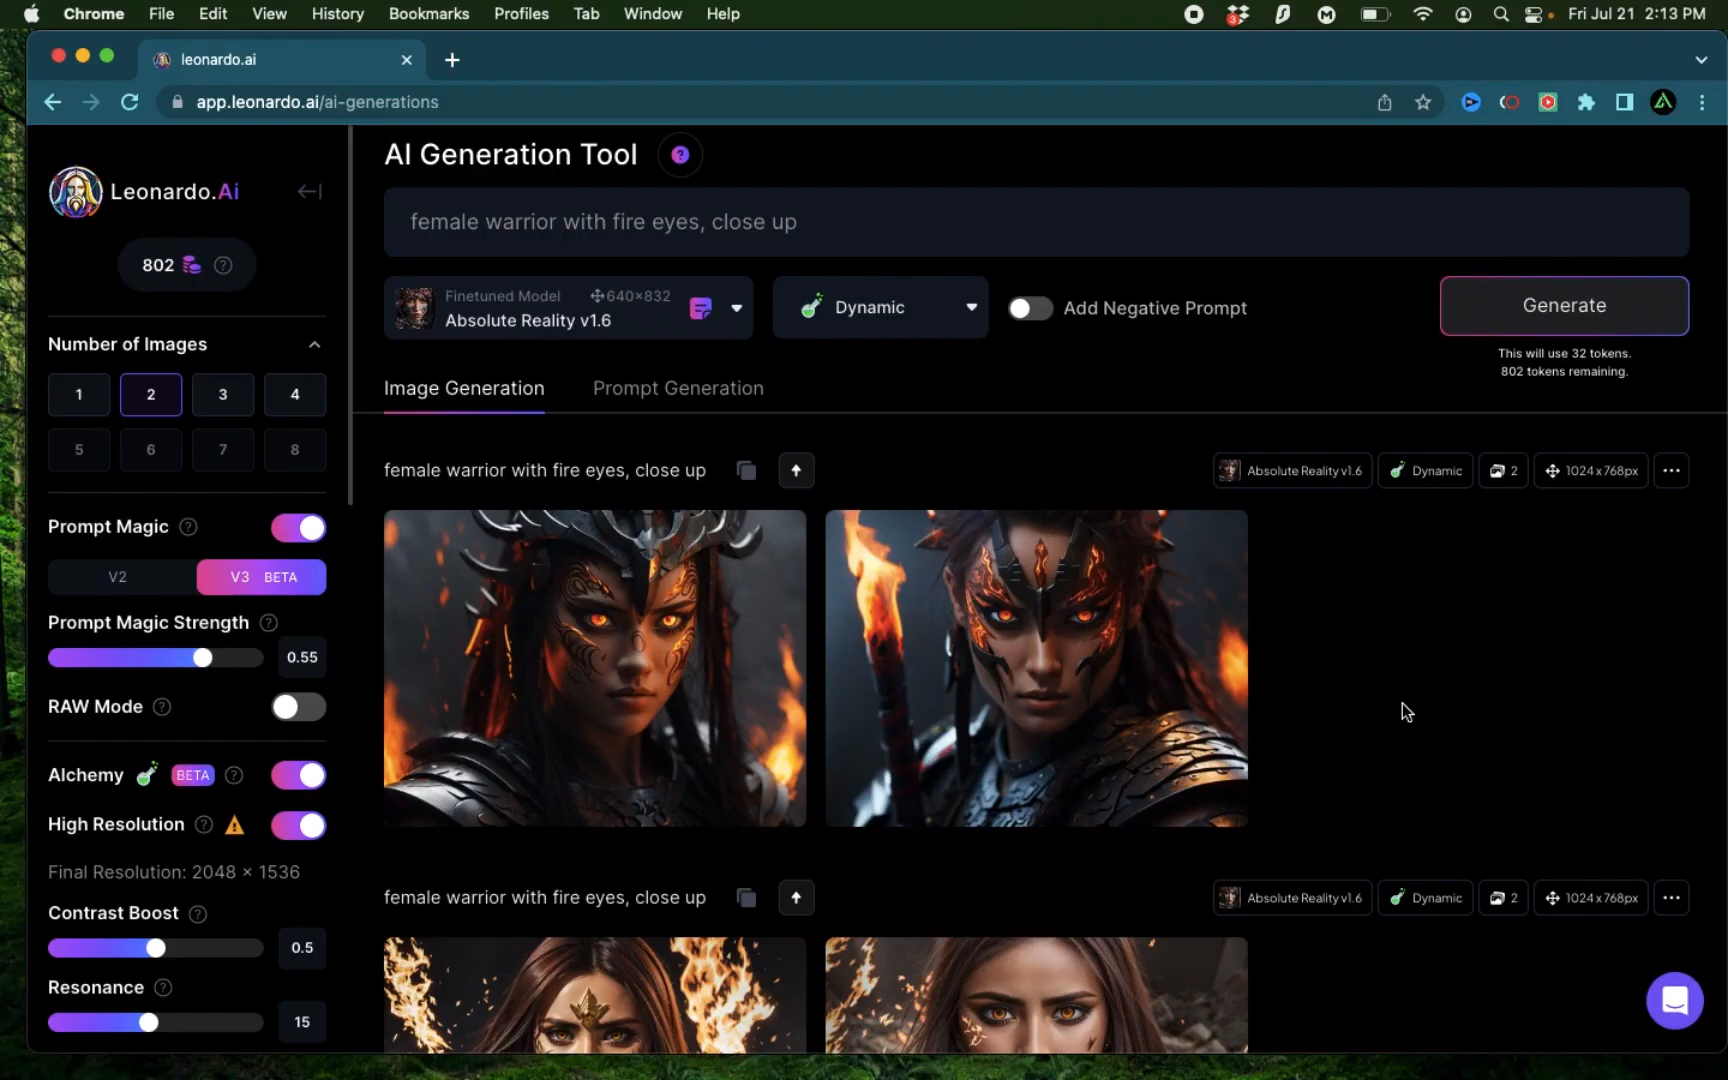 Chrome File Edit View History Bookmarks Profiles Tab Window Help
3
M
Fri Jul 21 2:13 PM
leonardo.ai
app.leonardo.ai/ai-generations
Leonardo.Ai
802
Number of Images
1 2 3 4
5 6 7 8
Prompt Magic
V2 V3 BETA
Prompt Magic Strength
0.55
RAW Mode
Alchemy BETA
High Resolution
Final Resolution: 2048 × 1536
Contrast Boost
0.5
Resonance
15
AI Generation Tool
female warrior with fire eyes, close up
Finetuned Model 640×832
Absolute Reality v1.6
Dynamic
Add Negative Prompt
Generate
This will use 32 tokens.
802 tokens remaining.
Image Generation Prompt Generation
female warrior with fire eyes, close up
Absolute Reality v1.6 Dynamic 2 1024 x 768px
female warrior with fire eyes, close up
Absolute Reality v1.6 Dynamic 2 1024 x 768px